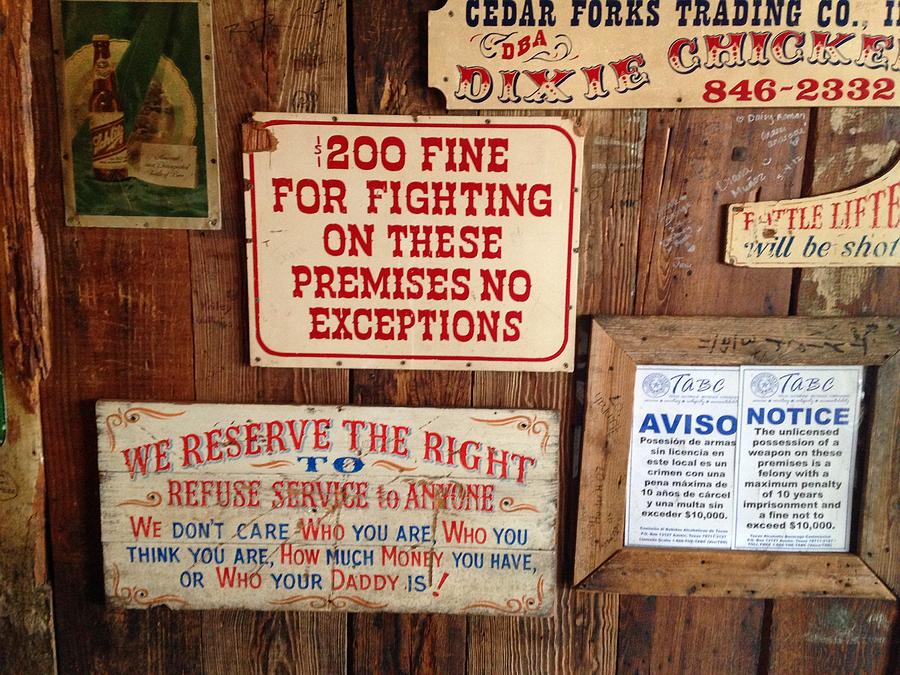 CEDAR FORKS TRADING CO.,
DBA
DIXIE CHICKE
846-2332
$200 FINE
FOR FIGHTING
ON THESE
PREMISES NO
EXCEPTIONS
Daisy Roman
Diana
Muñoz
LIFTE
will be shot
WE RESERVE THE RIGHT
TO
REFUSE SERVICE to ANYONE
WE DON'T CARE WHO YOU ARE, WHO YOU
THINK YOU ARE, HOW MUCH MONEY YOU HAVE,
OR WHO YOUR DADDY IS!
TABC
AVISO
Posesión de armas
sin licencia en
este local es un
crimen con una
pena máxima de
10 años de cárcel
y una multa sin
exceder $10,000.
TABC
NOTICE
The unlicensed
possession of a
weapon on these
premises is a
felony with a
maximum penalty
of 10 years
imprisonment and
a fine not to
exceed $10,000.